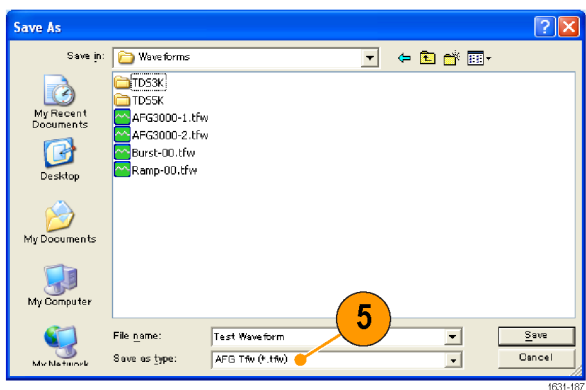 Save As
Save in: Waveforms
TDS3K
TDS5K
AFG3000-1.tfw
AFG3000-2.tfw
Burst-00.tfw
Ramp-00.tfw
My Recent
Documents
Desktop
My Documents
My Computer
My Network
5
File name: Test Waveform Save
Save as type: AFG Tfw (*.tfw) Cancel
1631-187